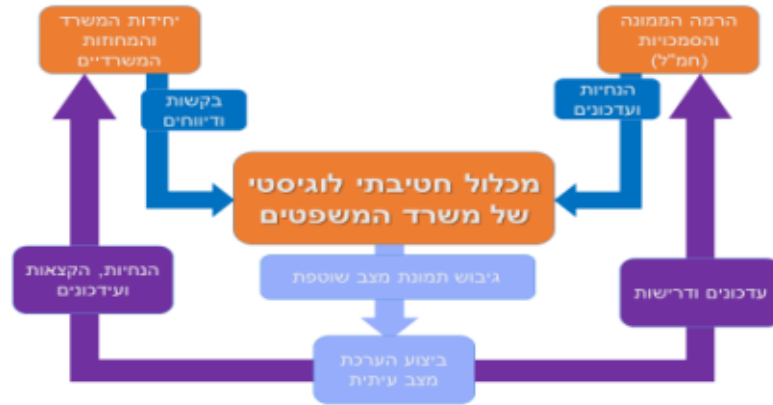 הרמה הממונה
והסמכויות
(חמ"ל)
יחידות המשרד
והמחוזות
המשרדיים
הנחיות
ועדכונים
בקשות
ודיווחים
מכלול חטיבתי לוגיסטי
של משרד המשפטים
גיבוש תמונת מצב שוטפת
עדכונים ודרישות
הנחיות, הקצאות
ועידכונים
ביצוע הערכת
מצב עיתית